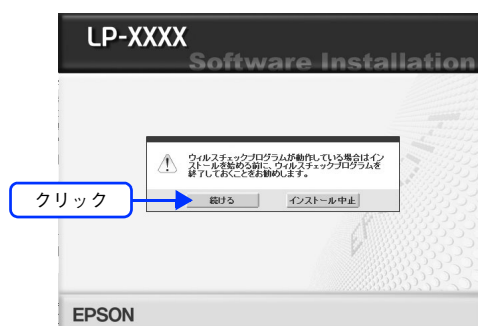 LP-XXXX
Software Installation
ウィルスチェックプログラムが動作している場合はイン
ストールを始める前に、ウィルスチェックプログラムを
終了しておくことをお勧めします。
クリック
続ける
インストール中止
EPSON